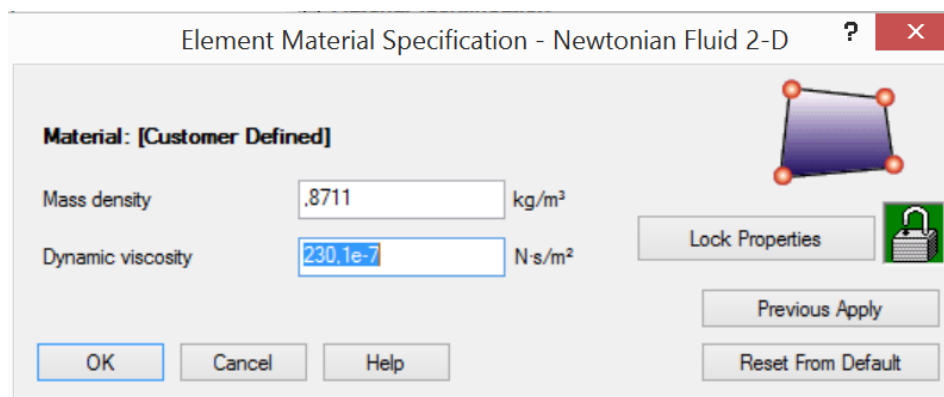 Element Material Specification - Newtonian Fluid 2-D ?
Material: [Customer Defined]
Mass density ,8711 kg/m³
Dynamic viscosity 230,1e-7 N·s/m²
Lock Properties
Previous Apply
OK Cancel Help Reset From Default